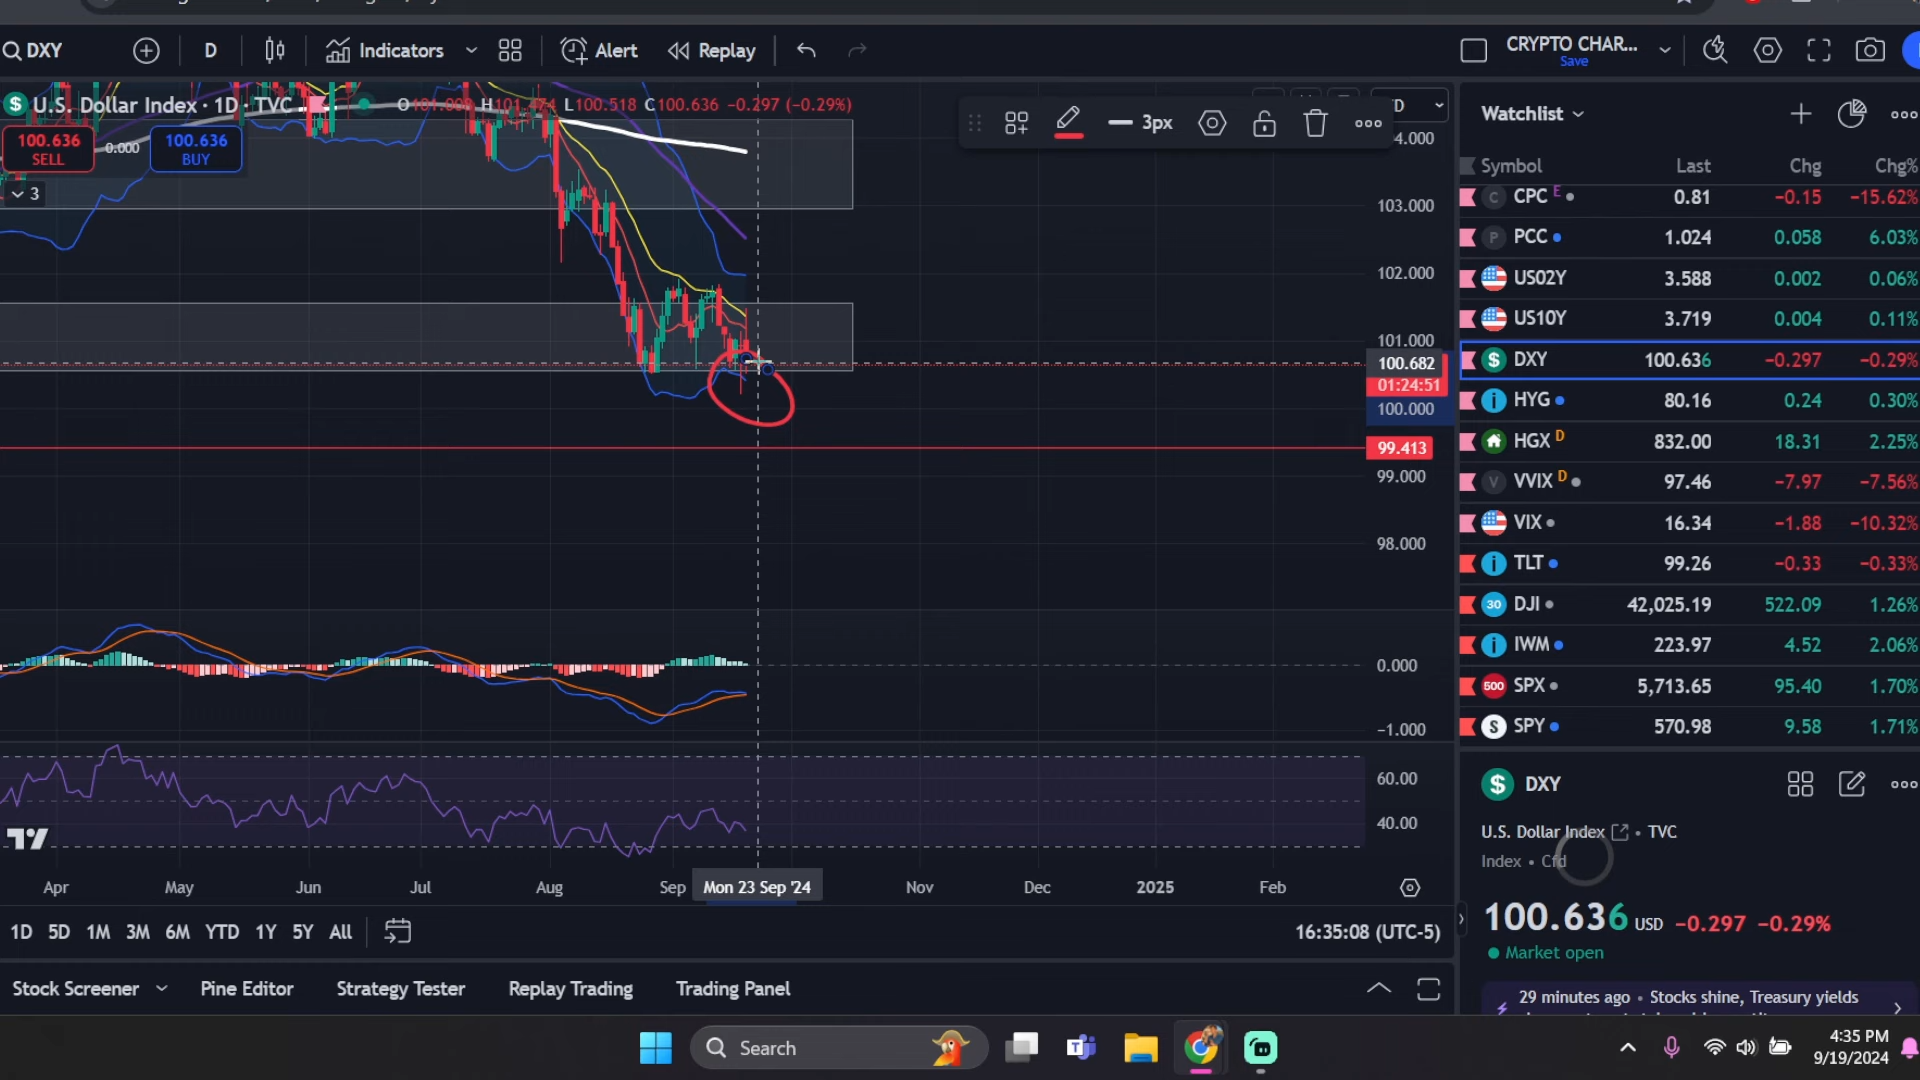 DXY
D
Indicators
Alert
Replay
CRYPTO CHAR...
Save
U.S. Dollar Index · 1D · TVC
H101.474 L100.518 C100.636 −0.297 (−0.29%)
100.636
SELL
0.000
100.636
BUY
3
3px
D
4.000
103.000
102.000
101.000
100.682
01:24:51
100.000
99.413
99.000
98.000
0.000
−1.000
60.00
40.00
Apr
May
Jun
Jul
Aug
Sep
Mon 23 Sep '24
Nov
Dec
2025
Feb
1D
5D
1M
3M
6M
YTD
1Y
5Y
All
16:35:08 (UTC-5)
Stock Screener
Pine Editor
Strategy Tester
Replay Trading
Trading Panel
Watchlist
Symbol Last Chg Chg%
C CPC E 0.81 −0.15 −15.62%
P PCC 1.024 0.058 6.03%
US02Y 3.588 0.002 0.06%
US10Y 3.719 0.004 0.11%
$ DXY 100.636 −0.297 −0.29%
HYG 80.16 0.24 0.30%
HGX D 832.00 18.31 2.25%
V VVIX D 97.46 −7.97 −7.56%
VIX 16.34 −1.88 −10.32%
TLT 99.26 −0.33 −0.33%
30 DJI 42,025.19 522.09 1.26%
IWM 223.97 4.52 2.06%
500 SPX 5,713.65 95.40 1.70%
S SPY 570.98 9.58 1.71%
$ DXY
U.S. Dollar Index • TVC
Index • Cfd
100.636 USD −0.297 −0.29%
Market open
29 minutes ago • Stocks shine, Treasury yields
Search
4:35 PM
9/19/2024